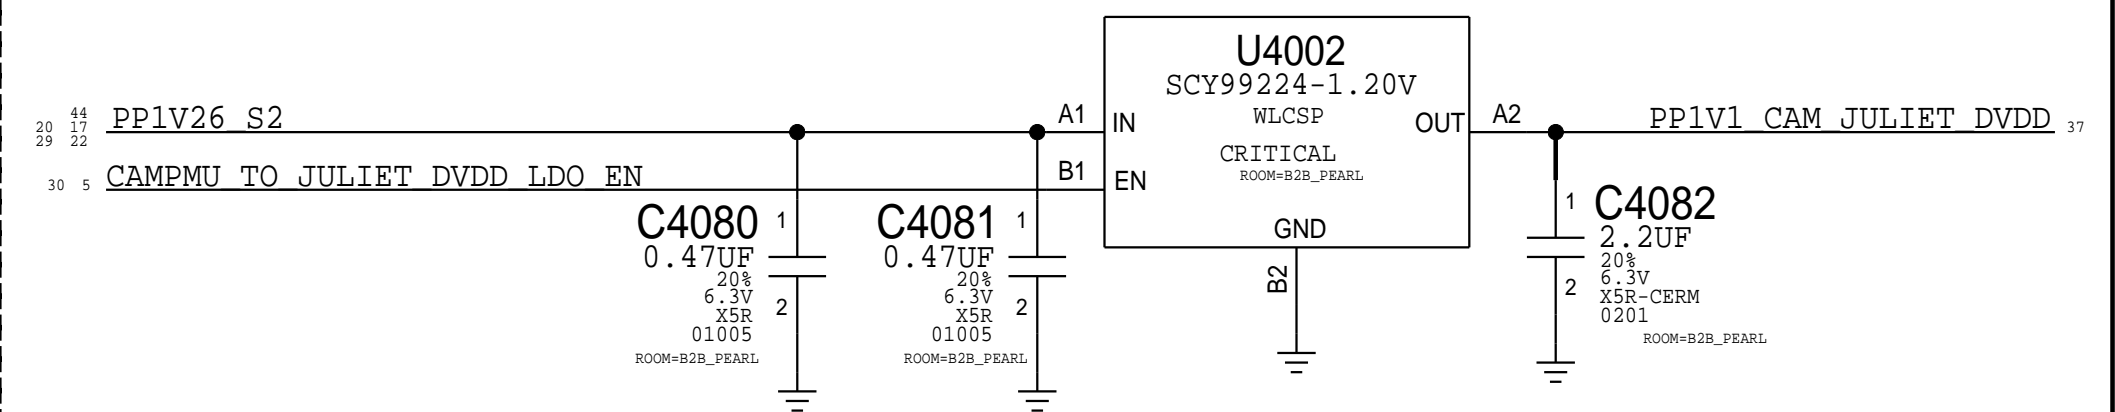 U4002
SCY99224-1.20V
WLCSP
CRITICAL
ROOM=B2B_PEARL
44
20 17
29 22
PP1V26_S2
A1
IN
OUT
A2
PP1V1_CAM_JULIET_DVDD
37
30 5
CAMPMU_TO_JULIET_DVDD_LDO_EN
B1
EN
GND
B2
C4080
1
0.47UF
20%
6.3V
X5R
2
01005
ROOM=B2B_PEARL
C4081
1
0.47UF
20%
6.3V
X5R
2
01005
ROOM=B2B_PEARL
1
C4082
2.2UF
20%
6.3V
2
X5R-CERM
0201
ROOM=B2B_PEARL